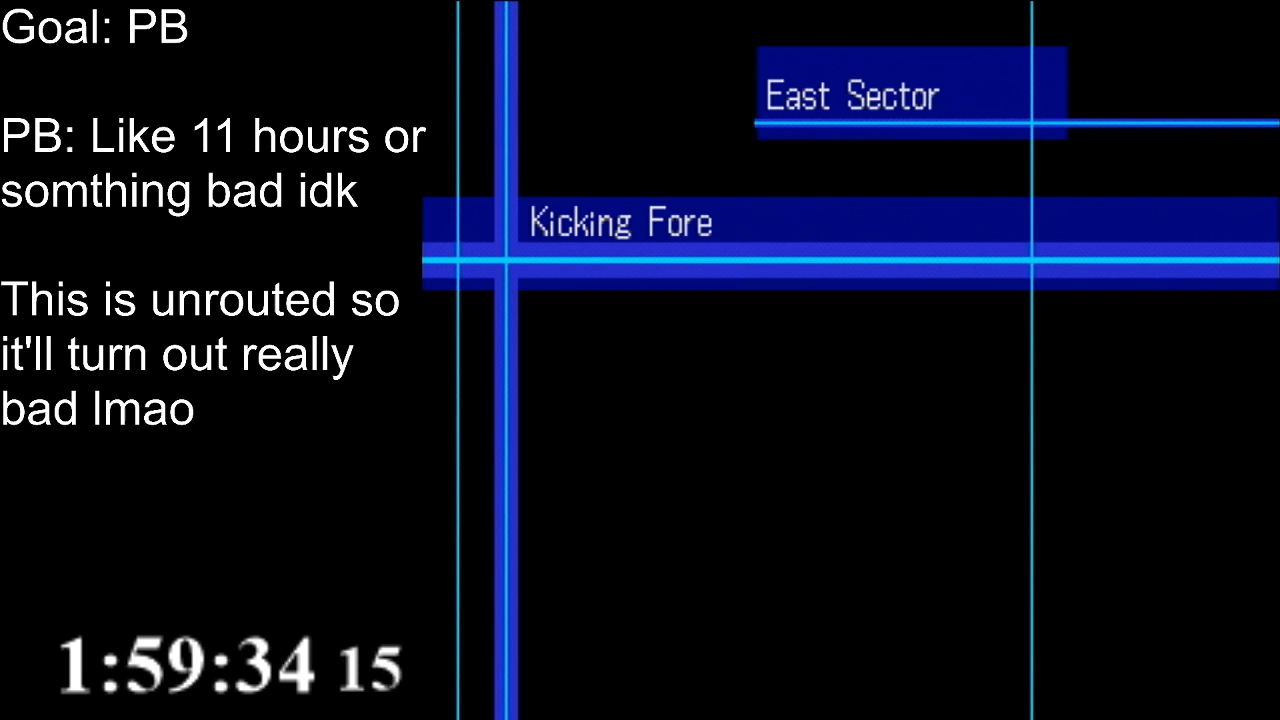 Goal: PB
PB: Like 11 hours or
somthing bad idk
This is unrouted so
it'll turn out really
bad lmao
East Sector
Kicking Fore
1:59:34 15